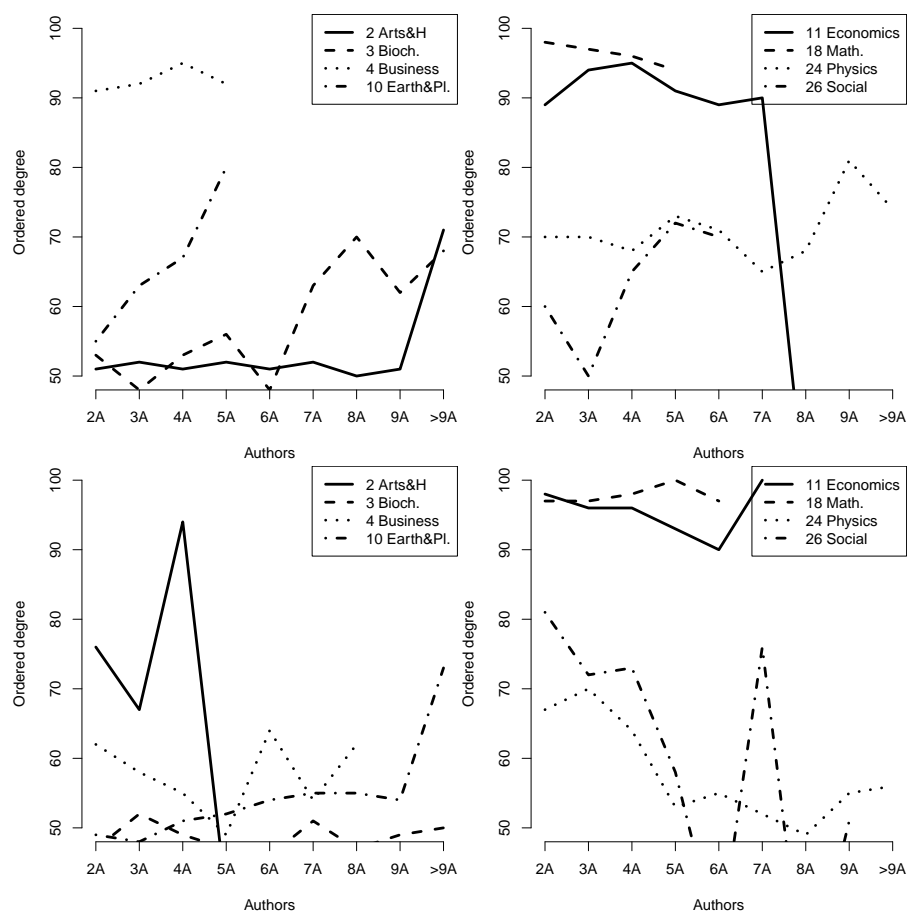 100
90
80
70
60
50
Ordered degree
2 Arts&H
3 Bioch.
4 Business
10 Earth&Pl.
2A 3A 4A 5A 6A 7A 8A 9A >9A
Authors
100
90
80
70
60
50
Ordered degree
11 Economics
18 Math.
24 Physics
26 Social
2A 3A 4A 5A 6A 7A 8A 9A >9A
Authors
100
90
80
70
60
50
Ordered degree
2 Arts&H
3 Bioch.
4 Business
10 Earth&Pl.
2A 3A 4A 5A 6A 7A 8A 9A >9A
Authors
100
90
80
70
60
50
Ordered degree
11 Economics
18 Math.
24 Physics
26 Social
2A 3A 4A 5A 6A 7A 8A 9A >9A
Authors